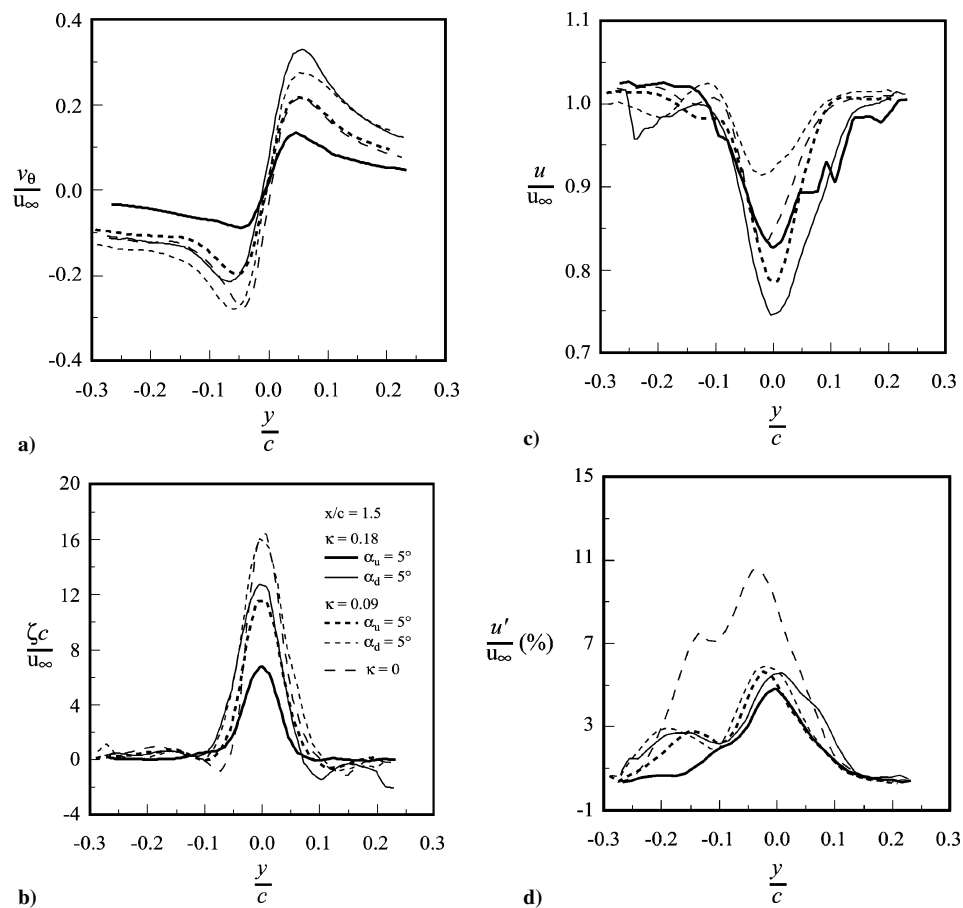 0.4
0.2
0.0
-0.2
-0.4
vθ
u∞
-0.3 -0.2 -0.1 0.0 0.1 0.2 0.3
y
c
a)
1.1
1.0
0.9
0.8
0.7
u
u∞
-0.3 -0.2 -0.1 0.0 0.1 0.2 0.3
y
c
c)
20
16
12
8
4
0
-4
ζc
u∞
x/c = 1.5
κ = 0.18
αu = 5°
αd = 5°
κ = 0.09
αu = 5°
αd = 5°
κ = 0
-0.3 -0.2 -0.1 0.0 0.1 0.2 0.3
y
c
b)
15
11
7
3
-1
u'
u∞ (%)
-0.3 -0.2 -0.1 0.0 0.1 0.2 0.3
y
c
d)